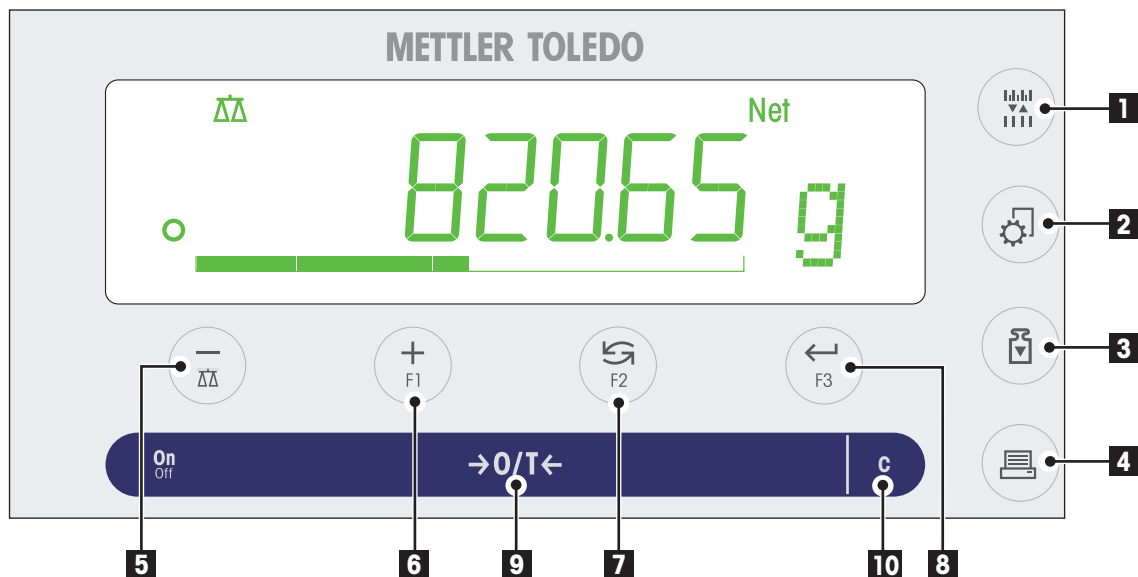 METTLER TOLEDO
Net
820.65 g
1
2
3
4
F1
F2
F3
On
Off
→0/T←
C
5
6
9
7
10
8